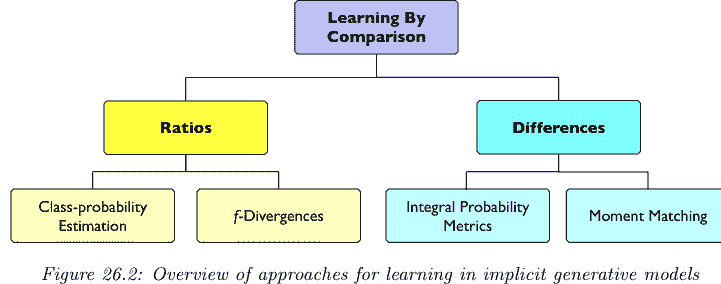 Learning By
Comparison
Ratios
Differences
Class-probability
Estimation
f-Divergences
Integral Probability
Metrics
Moment Matching
Figure 26.2: Overview of approaches for learning in implicit generative models